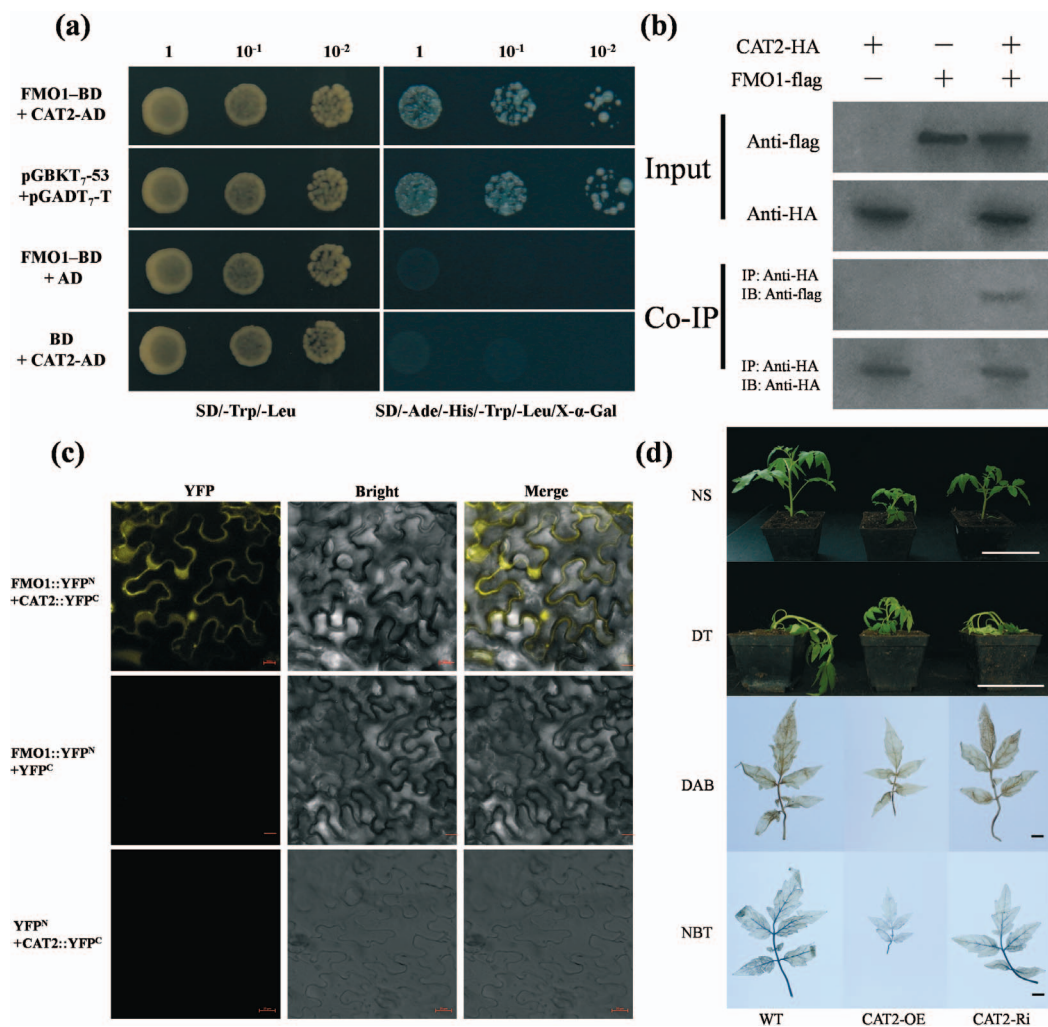 (a)
1 10⁻¹ 10⁻² 1 10⁻¹ 10⁻²
FMO1–BD
+ CAT2-AD
pGBKT₇-53
+pGADT₇-T
FMO1–BD
+ AD
BD
+ CAT2-AD
SD/-Trp/-Leu SD/-Ade/-His/-Trp/-Leu/X-α-Gal
(b)
CAT2-HA + − +
FMO1-flag − + +
Input
Anti-flag
Anti-HA
Co-IP
IP: Anti-HA
IB: Anti-flag
IP: Anti-HA
IB: Anti-HA
(c)
YFP Bright Merge
FMO1::YFPᴺ
+CAT2::YFPᶜ
FMO1::YFPᴺ
+YFPᶜ
YFPᴺ
+CAT2::YFPᶜ
(d)
NS
DT
DAB
NBT
WT CAT2-OE CAT2-Ri